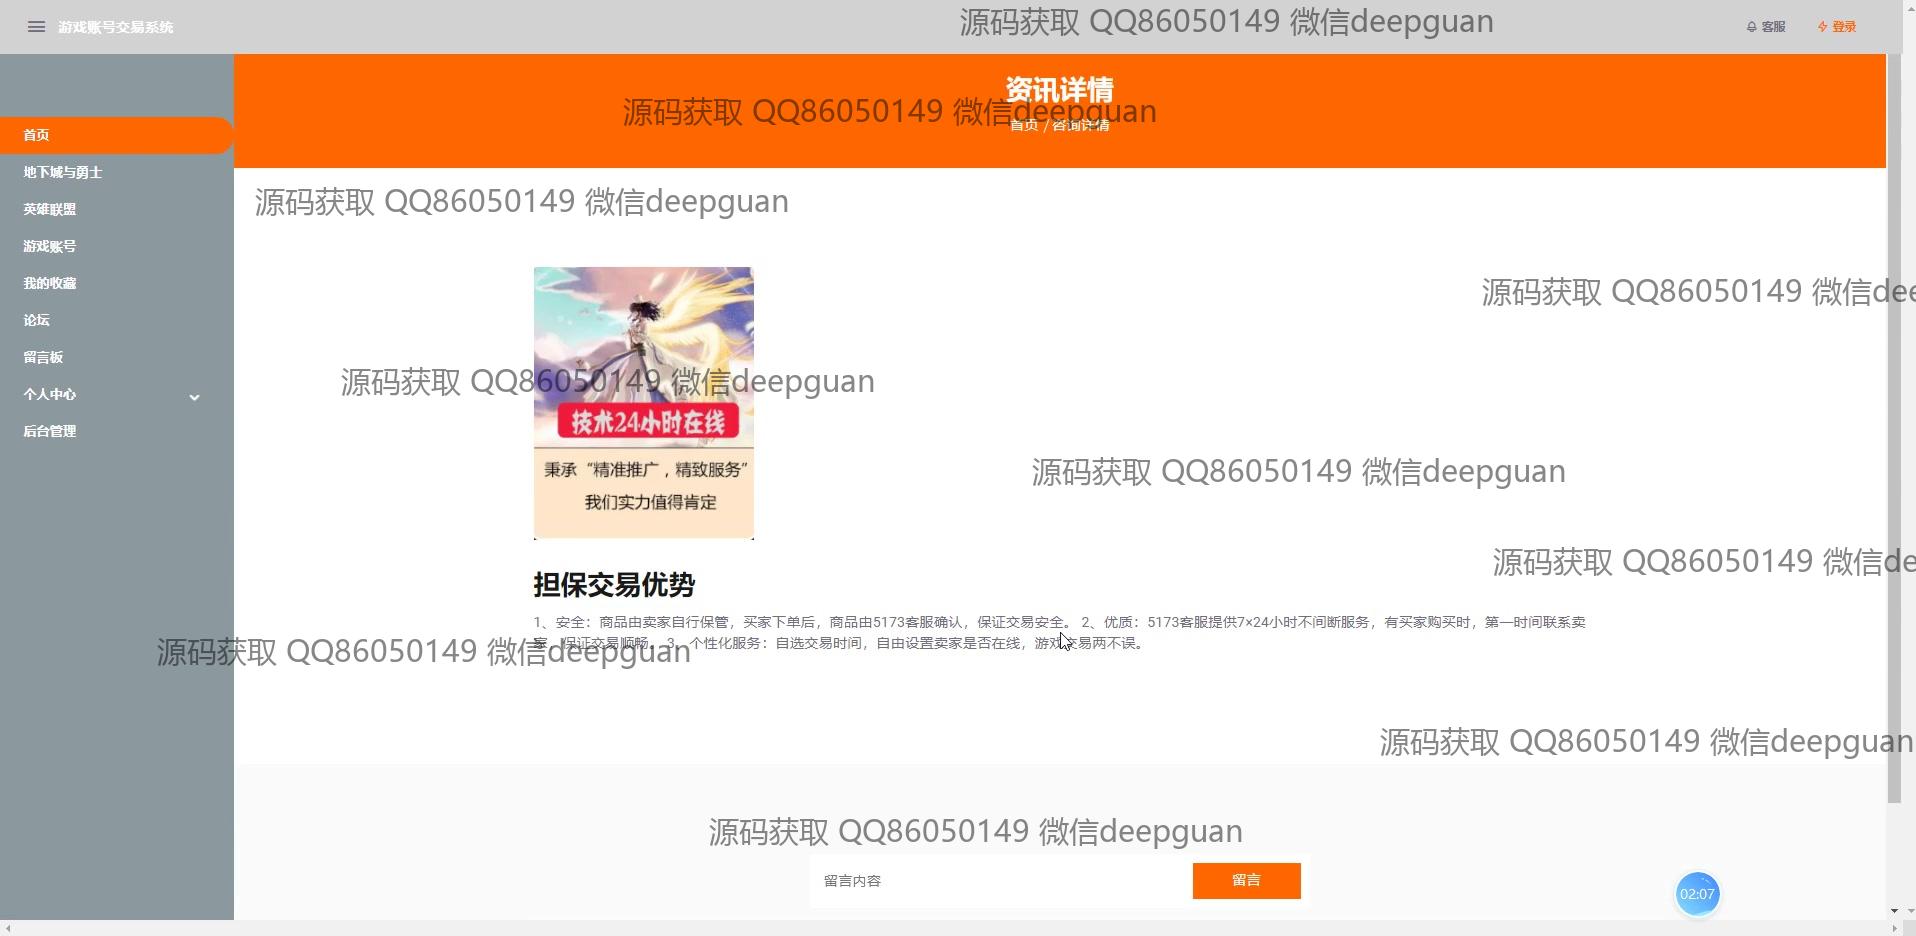 游戏账号交易系统
源码获取 QQ86050149 微信deepguan
客服
登录
资讯详情
源码获取 QQ86050149 微信deepguan
首页 / 咨询详情
首页
地下城与勇士
英雄联盟
游戏账号
我的收藏
论坛
留言板
个人中心
后台管理
源码获取 QQ86050149 微信deepguan
源码获取 QQ86050149 微信dee
源码获取 QQ86050149 微信deepguan
技术24小时在线
秉承“精准推广，精致服务”
我们实力值得肯定
源码获取 QQ86050149 微信deepguan
源码获取 QQ86050149 微信de
担保交易优势
1、安全：商品由卖家自行保管，买家下单后，商品由5173客服确认，保证交易安全。 2、优质：5173客服提供7×24小时不间断服务，有买家购买时，第一时间联系卖
家，保证交易顺畅。 3、个性化服务：自选交易时间，自由设置卖家是否在线，游戏交易两不误。
源码获取 QQ86050149 微信deepguan
源码获取 QQ86050149 微信deepguan
源码获取 QQ86050149 微信deepguan
留言内容
留言
02:07